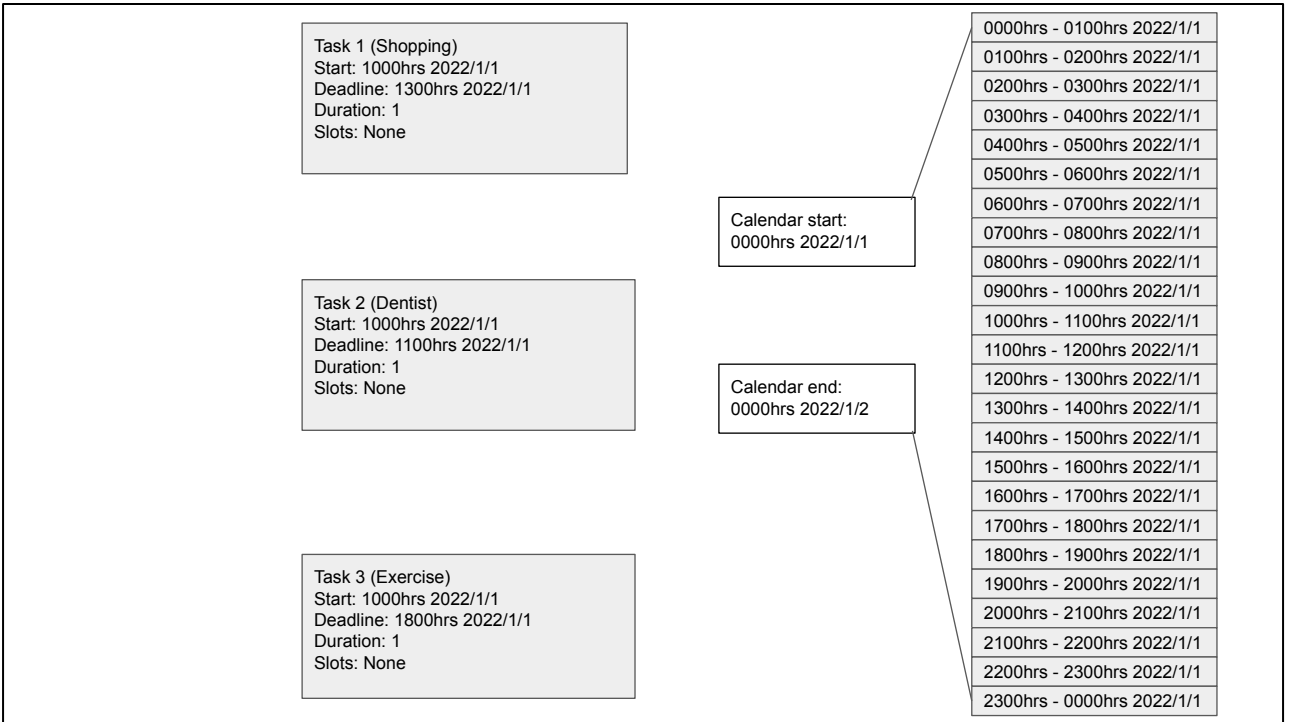 Task 1 (Shopping)
Start: 1000hrs 2022/1/1
Deadline: 1300hrs 2022/1/1
Duration: 1
Slots: None
Task 2 (Dentist)
Start: 1000hrs 2022/1/1
Deadline: 1100hrs 2022/1/1
Duration: 1
Slots: None
Task 3 (Exercise)
Start: 1000hrs 2022/1/1
Deadline: 1800hrs 2022/1/1
Duration: 1
Slots: None
Calendar start:
0000hrs 2022/1/1
Calendar end:
0000hrs 2022/1/2
0000hrs - 0100hrs 2022/1/1
0100hrs - 0200hrs 2022/1/1
0200hrs - 0300hrs 2022/1/1
0300hrs - 0400hrs 2022/1/1
0400hrs - 0500hrs 2022/1/1
0500hrs - 0600hrs 2022/1/1
0600hrs - 0700hrs 2022/1/1
0700hrs - 0800hrs 2022/1/1
0800hrs - 0900hrs 2022/1/1
0900hrs - 1000hrs 2022/1/1
1000hrs - 1100hrs 2022/1/1
1100hrs - 1200hrs 2022/1/1
1200hrs - 1300hrs 2022/1/1
1300hrs - 1400hrs 2022/1/1
1400hrs - 1500hrs 2022/1/1
1500hrs - 1600hrs 2022/1/1
1600hrs - 1700hrs 2022/1/1
1700hrs - 1800hrs 2022/1/1
1800hrs - 1900hrs 2022/1/1
1900hrs - 2000hrs 2022/1/1
2000hrs - 2100hrs 2022/1/1
2100hrs - 2200hrs 2022/1/1
2200hrs - 2300hrs 2022/1/1
2300hrs - 0000hrs 2022/1/1